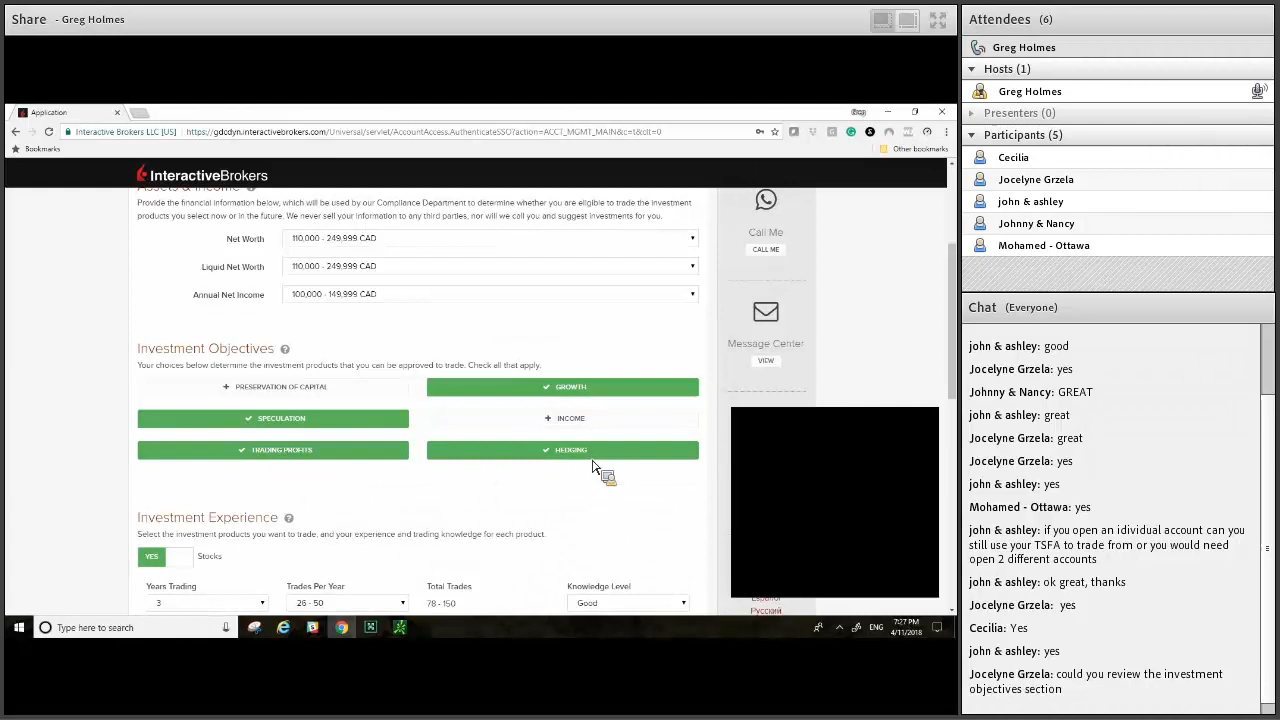 Share - Greg Holmes
Application
Greg
Interactive Brokers LLC [US] https://gdcdyn.interactivebrokers.com/Universal/servlet/AccountAccess.AuthenticateSSO?action=ACCT_MGMT_MAIN&c=t&clt=0
Bookmarks
Other bookmarks
InteractiveBrokers
Assets & Income
Provide the financial information below, which will be used by our Compliance Department to determine whether you are eligible to trade the investment
products you select now or in the future. We never sell your information to any third parties, nor will we call you and suggest investments for you.
Net Worth 110,000 - 249,999 CAD
Liquid Net Worth 110,000 - 249,999 CAD
Annual Net Income 100,000 - 149,999 CAD
Investment Objectives
Your choices below determine the investment products that you can be approved to trade. Check all that apply.
PRESERVATION OF CAPITAL
GROWTH
SPECULATION
INCOME
TRADING PROFITS
HEDGING
Investment Experience
Select the investment products you want to trade, and your experience and trading knowledge for each product.
YES Stocks
Years Trading Trades Per Year Total Trades Knowledge Level
3 26 - 50 78 - 150 Good
Call Me
CALL ME
Message Center
VIEW
Español
Русский
Type here to search
ENG
7:27 PM
4/11/2018
Attendees (6)
Greg Holmes
Hosts (1)
Greg Holmes
Presenters (0)
Participants (5)
Cecilia
Jocelyne Grzela
john & ashley
Johnny & Nancy
Mohamed - Ottawa
Chat (Everyone)
john & ashley: good
Jocelyne Grzela: yes
Johnny & Nancy: GREAT
john & ashley: great
Jocelyne Grzela: great
Jocelyne Grzela: yes
john & ashley: yes
Mohamed - Ottawa: yes
john & ashley: if you open an idividual account can you
still use your TSFA to trade from or you would need
open 2 different accounts
john & ashley: ok great, thanks
Jocelyne Grzela: yes
Cecilia: Yes
john & ashley: yes
Jocelyne Grzela: could you review the investment
objectives section